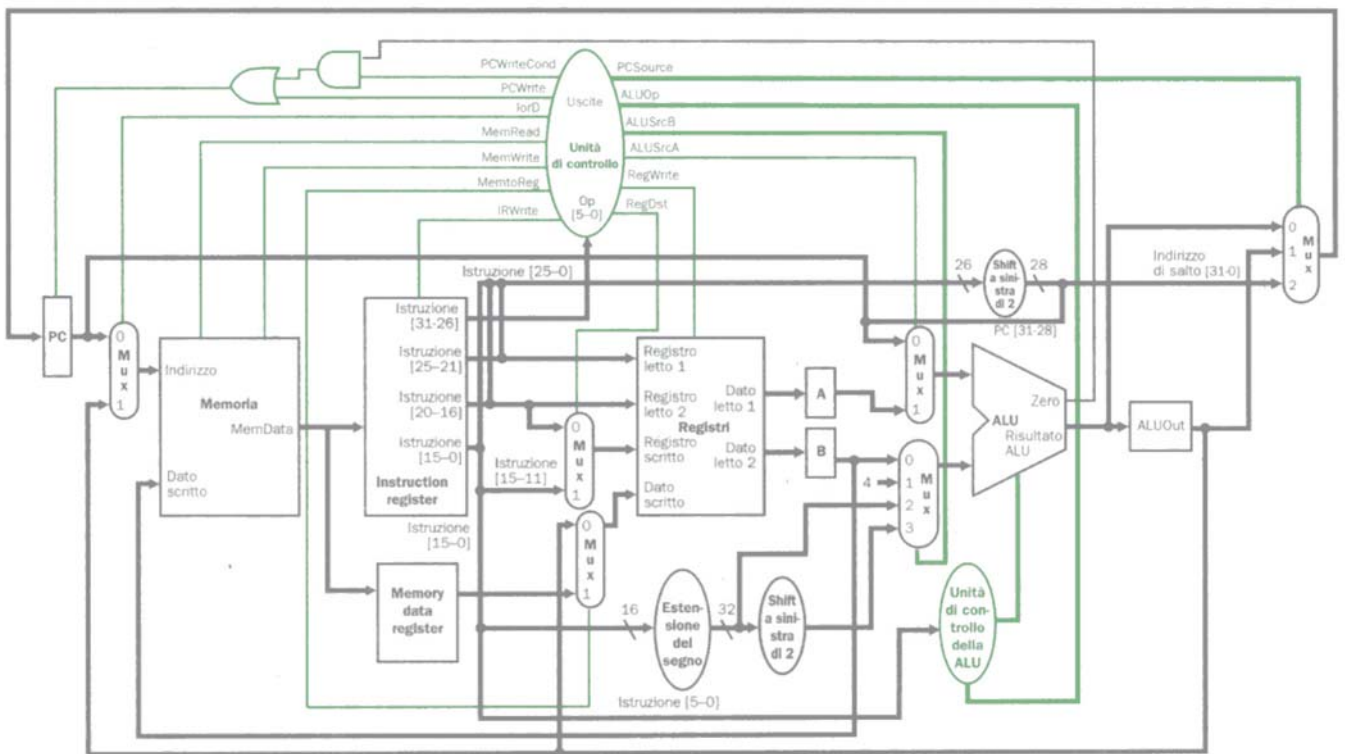 PCWriteCond
PCWrite
IorD
MemRead
MemWrite
MemtoReg
IRWrite
Uscite
Unità
di controllo
Op
[5–0]
PCSource
ALUOp
ALUSrcB
ALUSrcA
RegWrite
RegDst
PC
0
M
u
x
1
Indirizzo
Memoria
MemData
Dato
scritto
Istruzione [25–0]
Istruzione
[31-26]
Istruzione
[25–21]
Istruzione
[20–16]
Istruzione
[15–0]
Instruction
register
Istruzione
[15–11]
Istruzione
[15–0]
Memory
data
register
0
M
u
x
1
0
M
u
x
1
Registro
letto 1
Registro
letto 2
Registri
Registro
scritto
Dato
scritto
Dato
letto 1
Dato
letto 2
A
B
4
16
Esten-
sione
del
segno
32
Shift
a sini-
stra
di 2
Istruzione [5–0]
26
Shift
a sini-
stra
di 2
28
PC [31-28]
0
M
u
x
1
0
1
2
3
M
u
x
Zero
ALU
Risultato
ALU
ALUOut
Unità
di con-
trollo
della
ALU
Indirizzo
di salto [31-0]
0
1
2
M
u
x